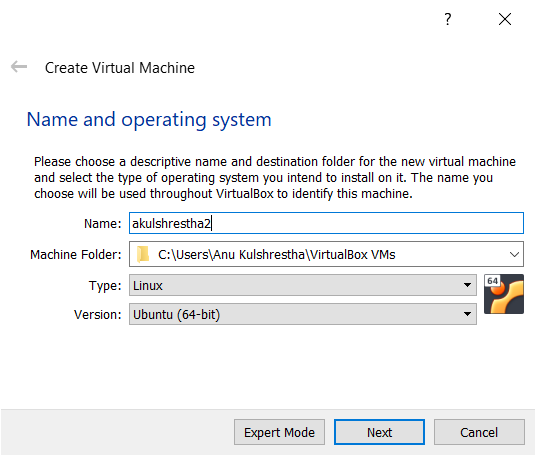 ?
Create Virtual Machine
Name and operating system
Please choose a descriptive name and destination folder for the new virtual machine
and select the type of operating system you intend to install on it. The name you
choose will be used throughout VirtualBox to identify this machine.
Name: akulshrestha2
Machine Folder: C:\Users\Anu Kulshrestha\VirtualBox VMs
Type: Linux
64
Version: Ubuntu (64-bit)
Expert Mode Next Cancel